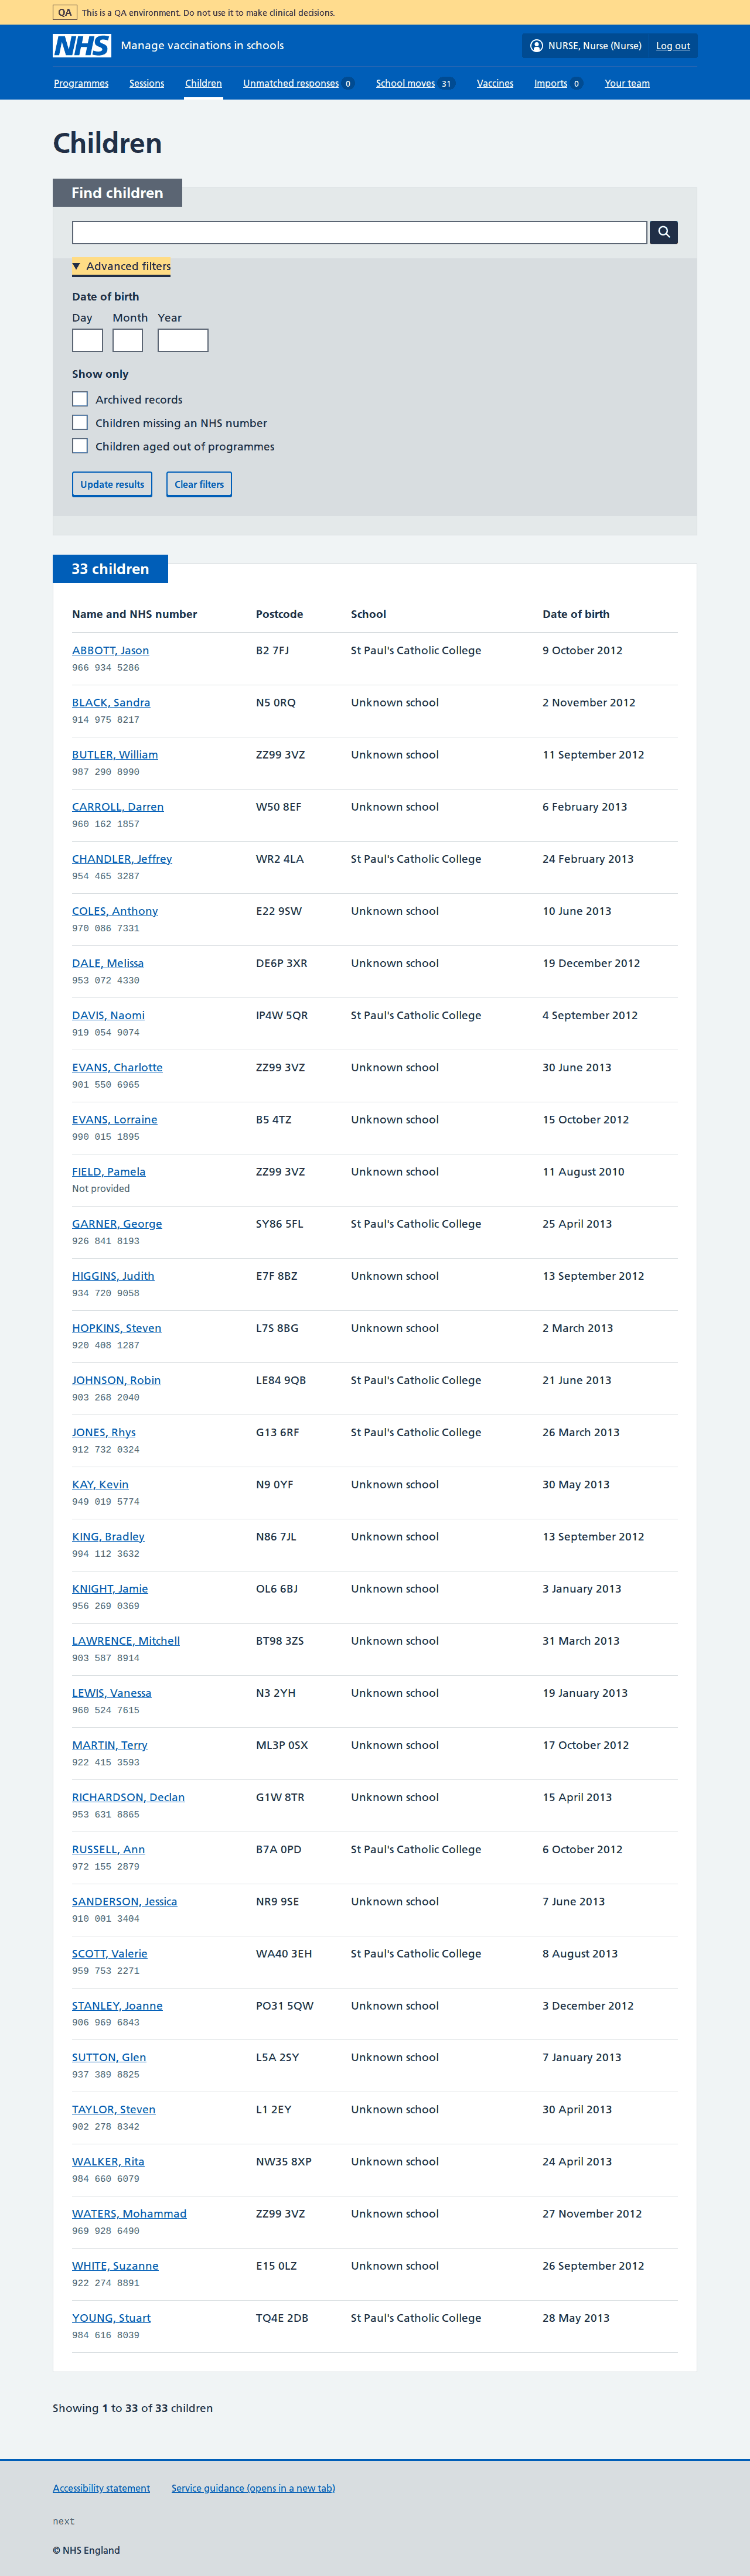 QA This is a QA environment. Do not use it to make clinical decisions.
NHS Manage vaccinations in schools NURSE, Nurse (Nurse) Log out
Programmes Sessions Children Unmatched responses 0 School moves 31 Vaccines Imports 0 Your team
Children
Find children
Advanced filters
Date of birth
Day Month Year
Show only
Archived records
Children missing an NHS number
Children aged out of programmes
Update results Clear filters
33 children
Name and NHS number Postcode School Date of birth
ABBOTT, Jason B2 7FJ St Paul's Catholic College 9 October 2012
966 934 5286
BLACK, Sandra N5 0RQ Unknown school 2 November 2012
914 975 8217
BUTLER, William ZZ99 3VZ Unknown school 11 September 2012
987 290 8990
CARROLL, Darren W50 8EF Unknown school 6 February 2013
960 162 1857
CHANDLER, Jeffrey WR2 4LA St Paul's Catholic College 24 February 2013
954 465 3287
COLES, Anthony E22 9SW Unknown school 10 June 2013
970 086 7331
DALE, Melissa DE6P 3XR Unknown school 19 December 2012
953 072 4330
DAVIS, Naomi IP4W 5QR St Paul's Catholic College 4 September 2012
919 054 9074
EVANS, Charlotte ZZ99 3VZ Unknown school 30 June 2013
901 550 6965
EVANS, Lorraine B5 4TZ Unknown school 15 October 2012
990 015 1895
FIELD, Pamela ZZ99 3VZ Unknown school 11 August 2010
Not provided
GARNER, George SY86 5FL St Paul's Catholic College 25 April 2013
926 841 8193
HIGGINS, Judith E7F 8BZ Unknown school 13 September 2012
934 720 9058
HOPKINS, Steven L7S 8BG Unknown school 2 March 2013
920 408 1287
JOHNSON, Robin LE84 9QB St Paul's Catholic College 21 June 2013
903 268 2040
JONES, Rhys G13 6RF St Paul's Catholic College 26 March 2013
912 732 0324
KAY, Kevin N9 0YF Unknown school 30 May 2013
949 019 5774
KING, Bradley N86 7JL Unknown school 13 September 2012
994 112 3632
KNIGHT, Jamie OL6 6BJ Unknown school 3 January 2013
956 269 0369
LAWRENCE, Mitchell BT98 3ZS Unknown school 31 March 2013
903 587 8914
LEWIS, Vanessa N3 2YH Unknown school 19 January 2013
960 524 7615
MARTIN, Terry ML3P 0SX Unknown school 17 October 2012
922 415 3593
RICHARDSON, Declan G1W 8TR Unknown school 15 April 2013
953 631 8865
RUSSELL, Ann B7A 0PD St Paul's Catholic College 6 October 2012
972 155 2879
SANDERSON, Jessica NR9 9SE Unknown school 7 June 2013
910 001 3404
SCOTT, Valerie WA40 3EH St Paul's Catholic College 8 August 2013
959 753 2271
STANLEY, Joanne PO31 5QW Unknown school 3 December 2012
906 969 6843
SUTTON, Glen L5A 2SY Unknown school 7 January 2013
937 389 8825
TAYLOR, Steven L1 2EY Unknown school 30 April 2013
902 278 8342
WALKER, Rita NW35 8XP Unknown school 24 April 2013
984 660 6079
WATERS, Mohammad ZZ99 3VZ Unknown school 27 November 2012
969 928 6490
WHITE, Suzanne E15 0LZ Unknown school 26 September 2012
922 274 8891
YOUNG, Stuart TQ4E 2DB St Paul's Catholic College 28 May 2013
984 616 8039
Showing 1 to 33 of 33 children
Accessibility statement Service guidance (opens in a new tab)
next
© NHS England